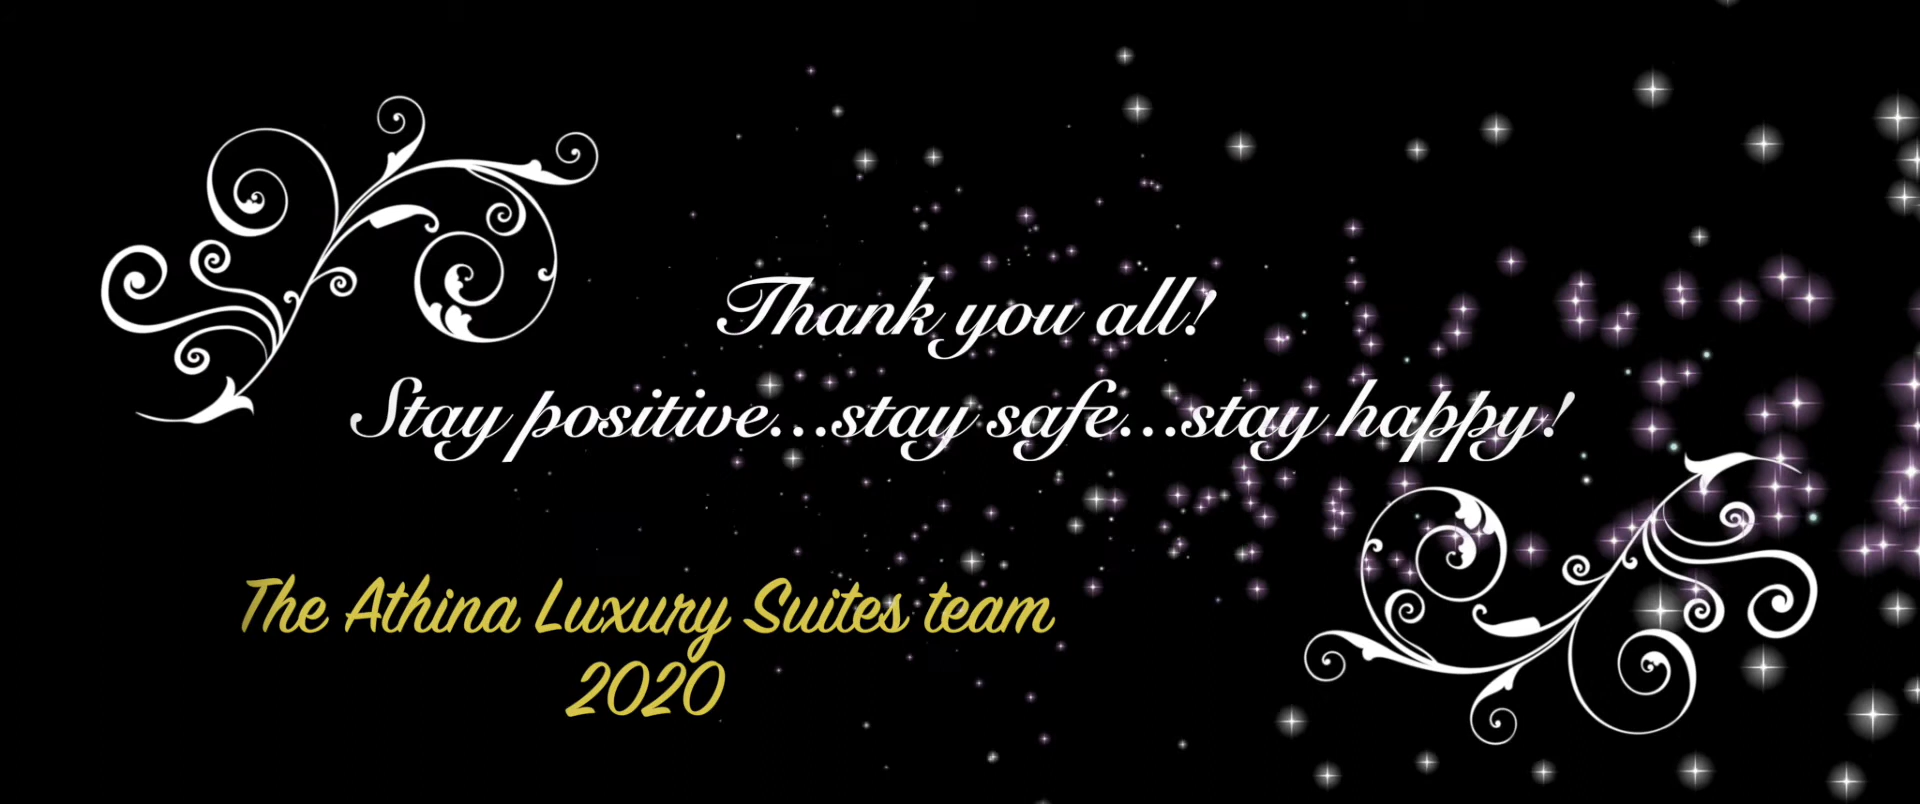 Thank you all!
Stay positive...stay safe...stay happy!
The Athina Luxury Suites team
2020